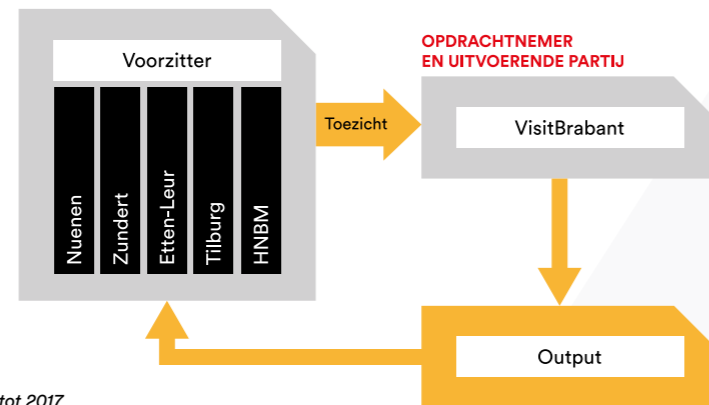 Voorzitter
Nuenen
Zundert
Etten-Leur
Tilburg
HNBM
Toezicht
OPDRACHTNEMER
EN UITVOERENDE PARTIJ
VisitBrabant
Output
tot 2017